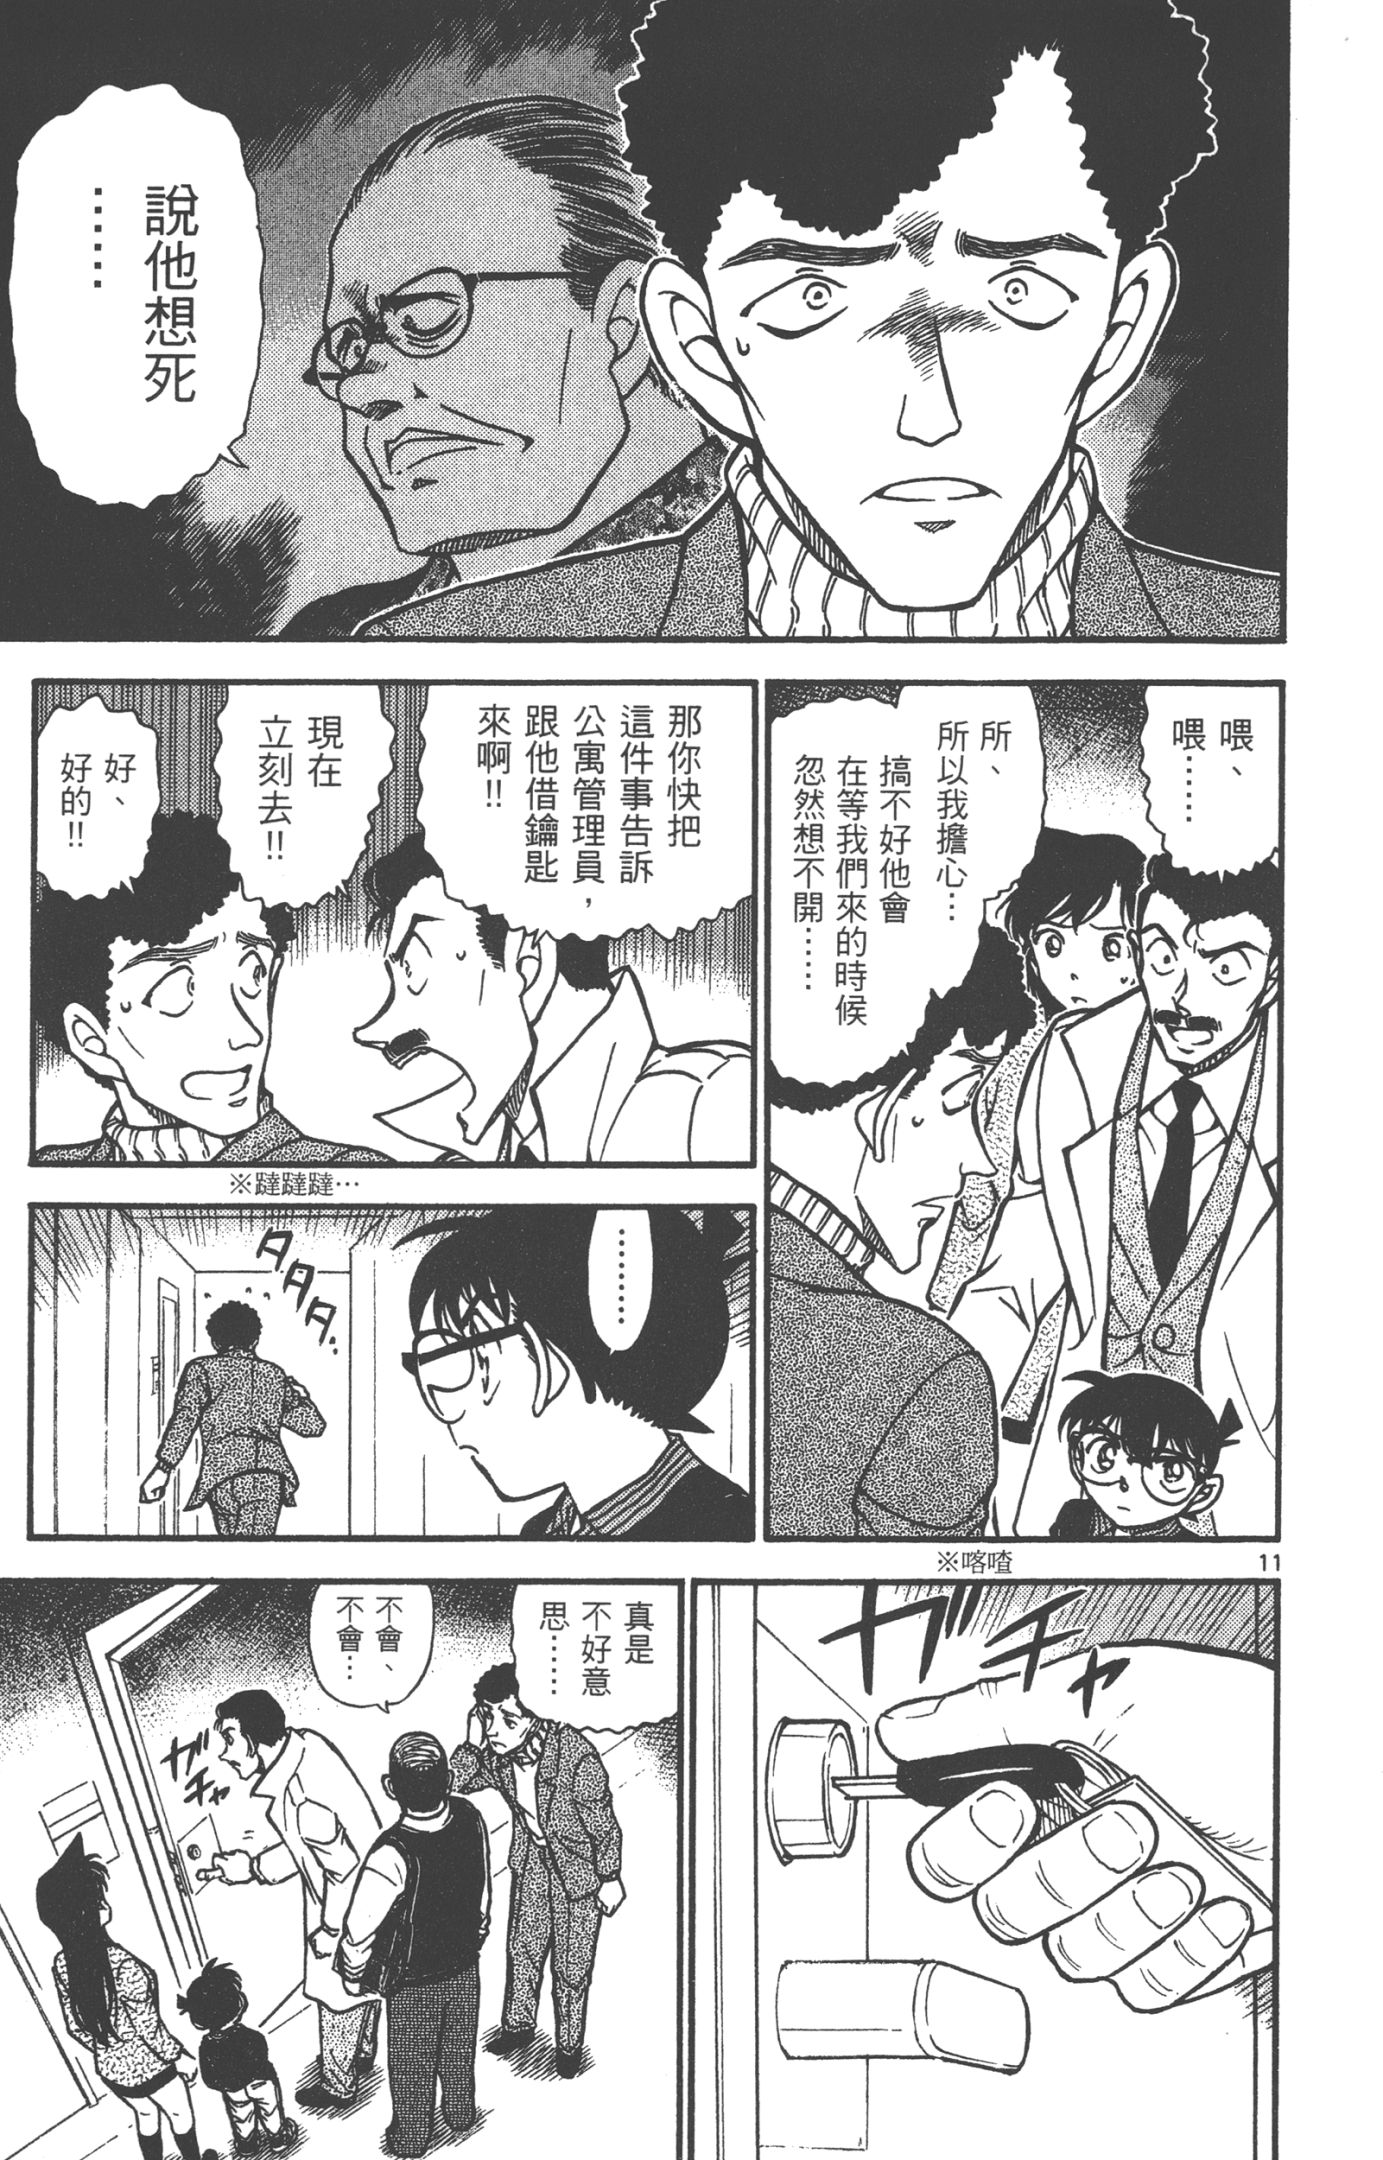 說他想死
……
喂、
喂……
所、
所以我擔心…
搞不好他會
在等我們來的時候
忽然想不開……
那你快把
這件事告訴
公寓管理員，
跟他借鑰匙
來啊!!
現在
立刻去!!
好、
好的!!
※躂躂躂…
………
タタタ..
※喀喳
11
ガチャ
真是
不好意
思……
不會、
不會…
ガチャ